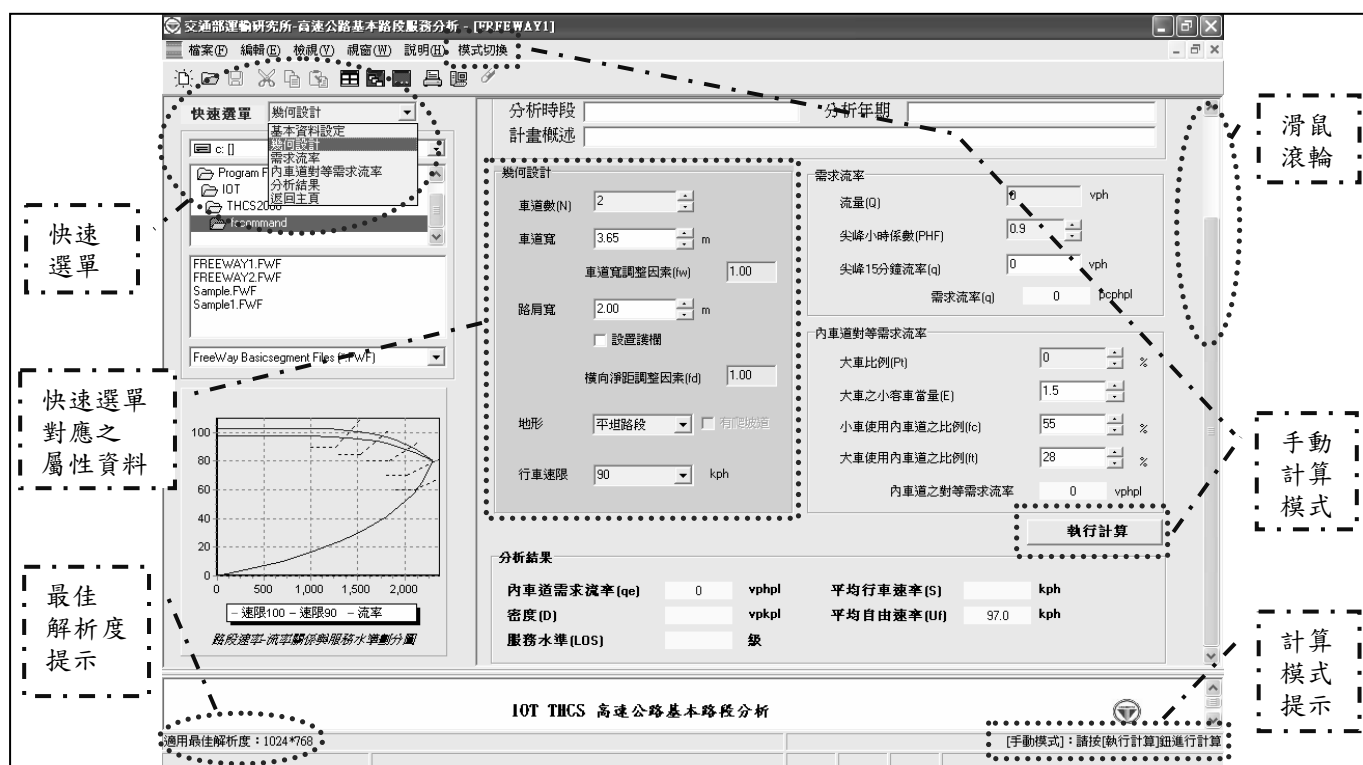 交通部運輸研究所-高速公路基本路段服務分析 - [FREEWAY1]
檔案(F) 編輯(E) 檢視(V) 視窗(W) 說明(H) 模式切換
快速選單 幾何設計
基本資料設定
幾何設計
需求流率
內車道對等需求流率
分析結果
返回主頁
c: []
Program F
IOT
THCS2000
frcommand
FREEWAY1.FWF
FREEWAY2.FWF
Sample.FWF
Sample1.FWF
FreeWay Basicsegment Files (*.FWF)
100
80
60
40
20
0
0 500 1,000 1,500 2,000
速限100 速限90 流率
路段速率-流率關係與服務水準劃分圖
分析時段
分析年期
計畫概述
幾何設計
車道數(N) 2
車道寬 3.65 m
車道寬調整因素(fw) 1.00
路肩寬 2.00 m
設置護欄
橫向淨距調整因素(fd) 1.00
地形 平坦路段 有爬坡道
行車速限 90 kph
需求流率
流量(Q) 0 vph
尖峰小時係數(PHF) 0.9
尖峰15分鐘流率(q) 0 vph
需求流率(q) 0 pcphpl
內車道對等需求流率
大車比例(Pt) 0 %
大車之小客車當量(E) 1.5
小車使用內車道之比例(fc) 55 %
大車使用內車道之比例(ft) 28 %
內車道之對等需求流率 0 vphpl
執行計算
分析結果
內車道需求流率(qe) 0 vphpl 平均行車速率(S) kph
密度(D) vpkpl 平均自由速率(Uf) 97.0 kph
服務水準(LOS) 級
IOT THCS 高速公路基本路段分析
適用最佳解析度：1024*768
[手動模式]：請按[執行計算]鈕進行計算
快速
選單
快速選單
對應之
屬性資料
最佳
解析度
提示
滑鼠
滾輪
手動
計算
模式
計算
模式
提示